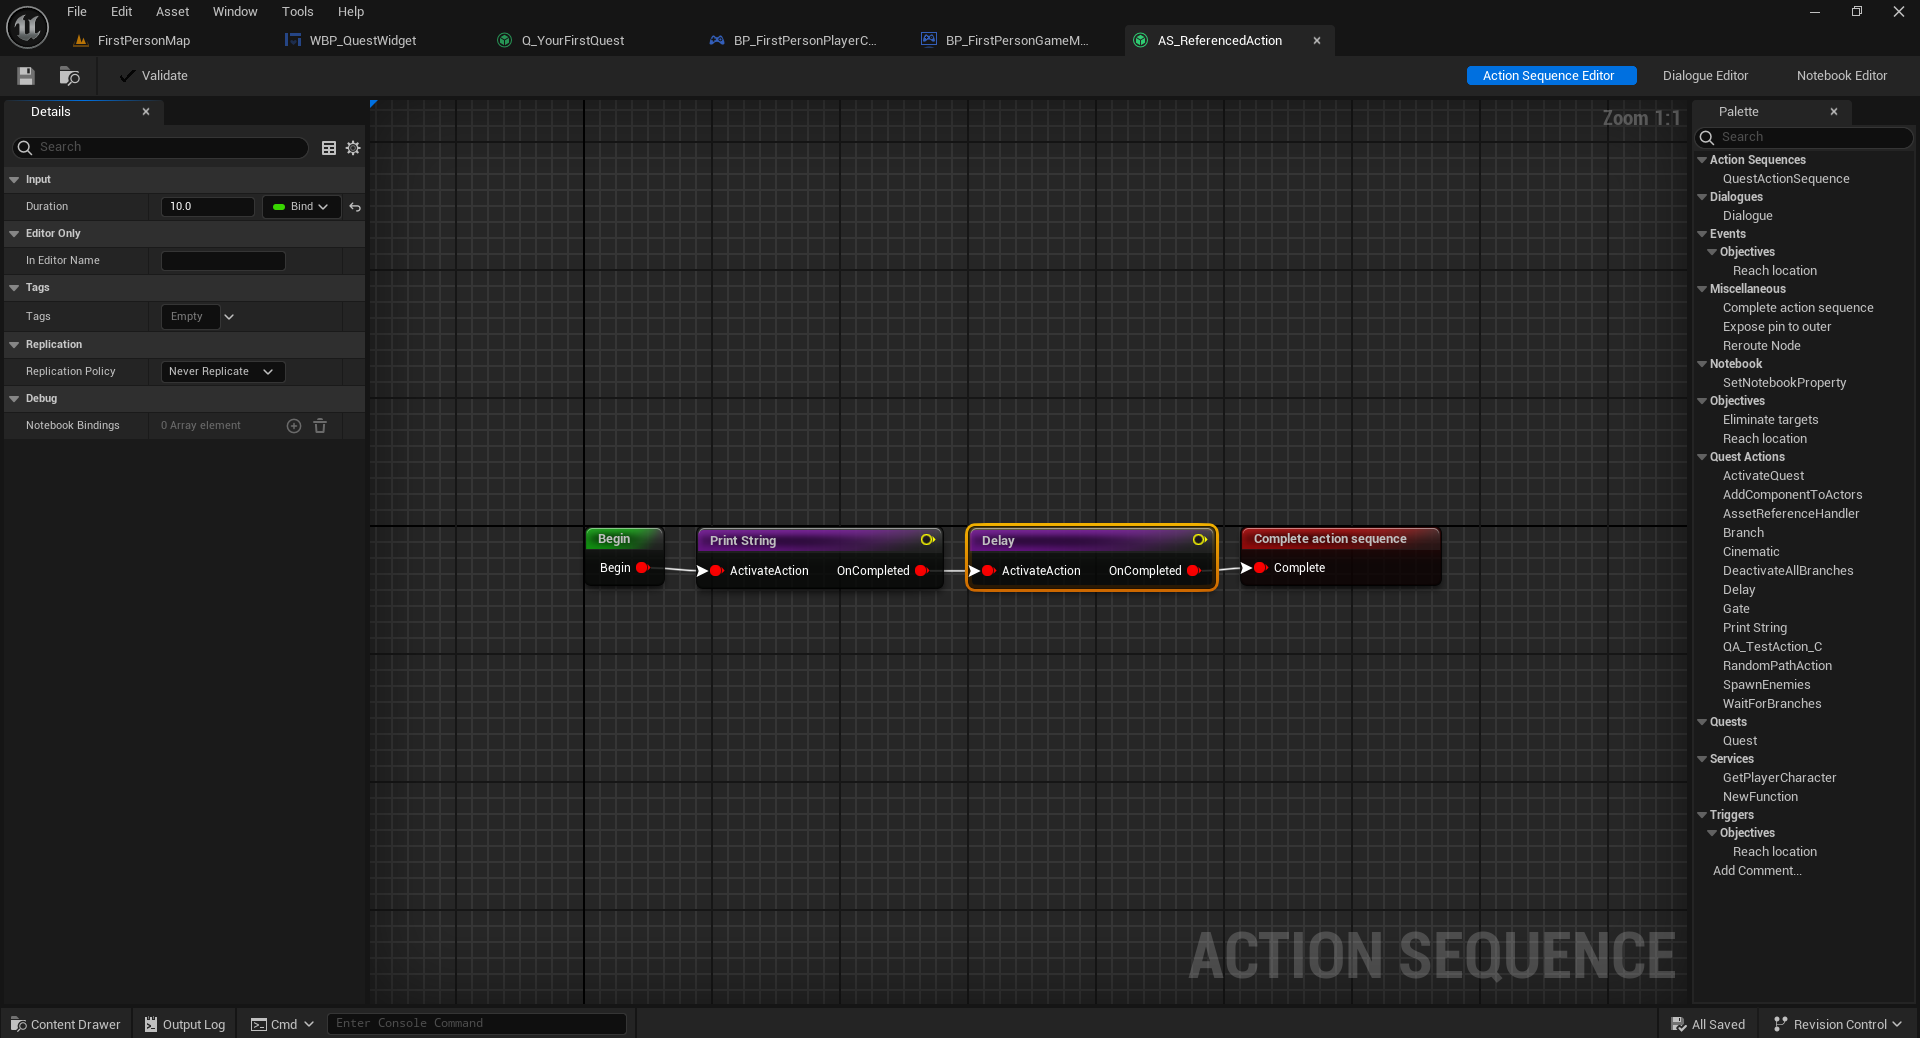 File Edit Asset Window Tools Help
FirstPersonMap WBP_QuestWidget Q_YourFirstQuest BP_FirstPersonPlayerC... BP_FirstPersonGameM... AS_ReferencedAction
Validate Action Sequence Editor Dialogue Editor Notebook Editor
Details
Search
Input
Duration 10.0 Bind
Editor Only
In Editor Name
Tags
Tags Empty
Replication
Replication Policy Never Replicate
Debug
Notebook Bindings 0 Array element
Zoom 1:1
Begin
Begin
Print String
ActivateAction OnCompleted
Delay
ActivateAction OnCompleted
Complete action sequence
Complete
ACTION SEQUENCE
Palette
Search
Action Sequences
QuestActionSequence
Dialogues
Dialogue
Events
Objectives
Reach location
Miscellaneous
Complete action sequence
Expose pin to outer
Reroute Node
Notebook
SetNotebookProperty
Objectives
Eliminate targets
Reach location
Quest Actions
ActivateQuest
AddComponentToActors
AssetReferenceHandler
Branch
Cinematic
DeactivateAllBranches
Delay
Gate
Print String
QA_TestAction_C
RandomPathAction
SpawnEnemies
WaitForBranches
Quests
Quest
Services
GetPlayerCharacter
NewFunction
Triggers
Objectives
Reach location
Add Comment...
Content Drawer Output Log Cmd Enter Console Command All Saved Revision Control